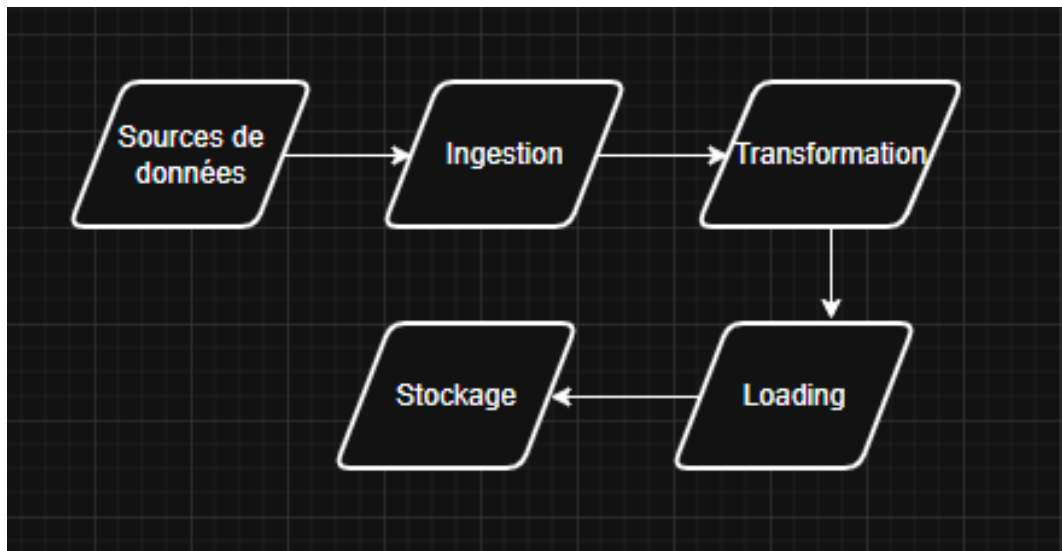 Sources de
données
Ingestion
Transformation
Stockage
Loading